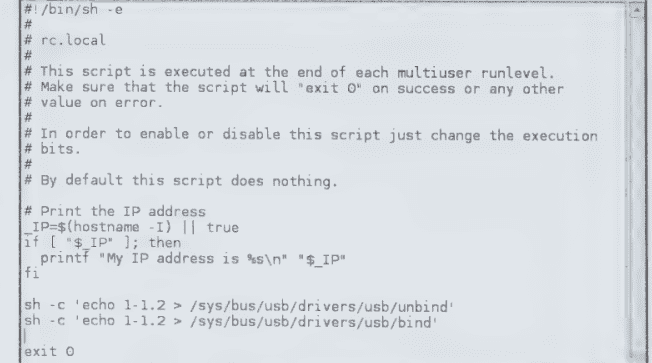 #!/bin/sh -e
#
# rc.local
#
# This script is executed at the end of each multiuser runlevel.
# Make sure that the script will "exit 0" on success or any other
# value on error.
#
# In order to enable or disable this script just change the execution
# bits.
#
# By default this script does nothing.

# Print the IP address
_IP=$(hostname -I) || true
if [ "$_IP" ]; then
  printf "My IP address is %s\n" "$_IP"
fi

sh -c 'echo 1-1.2 > /sys/bus/usb/drivers/usb/unbind'
sh -c 'echo 1-1.2 > /sys/bus/usb/drivers/usb/bind'

exit 0